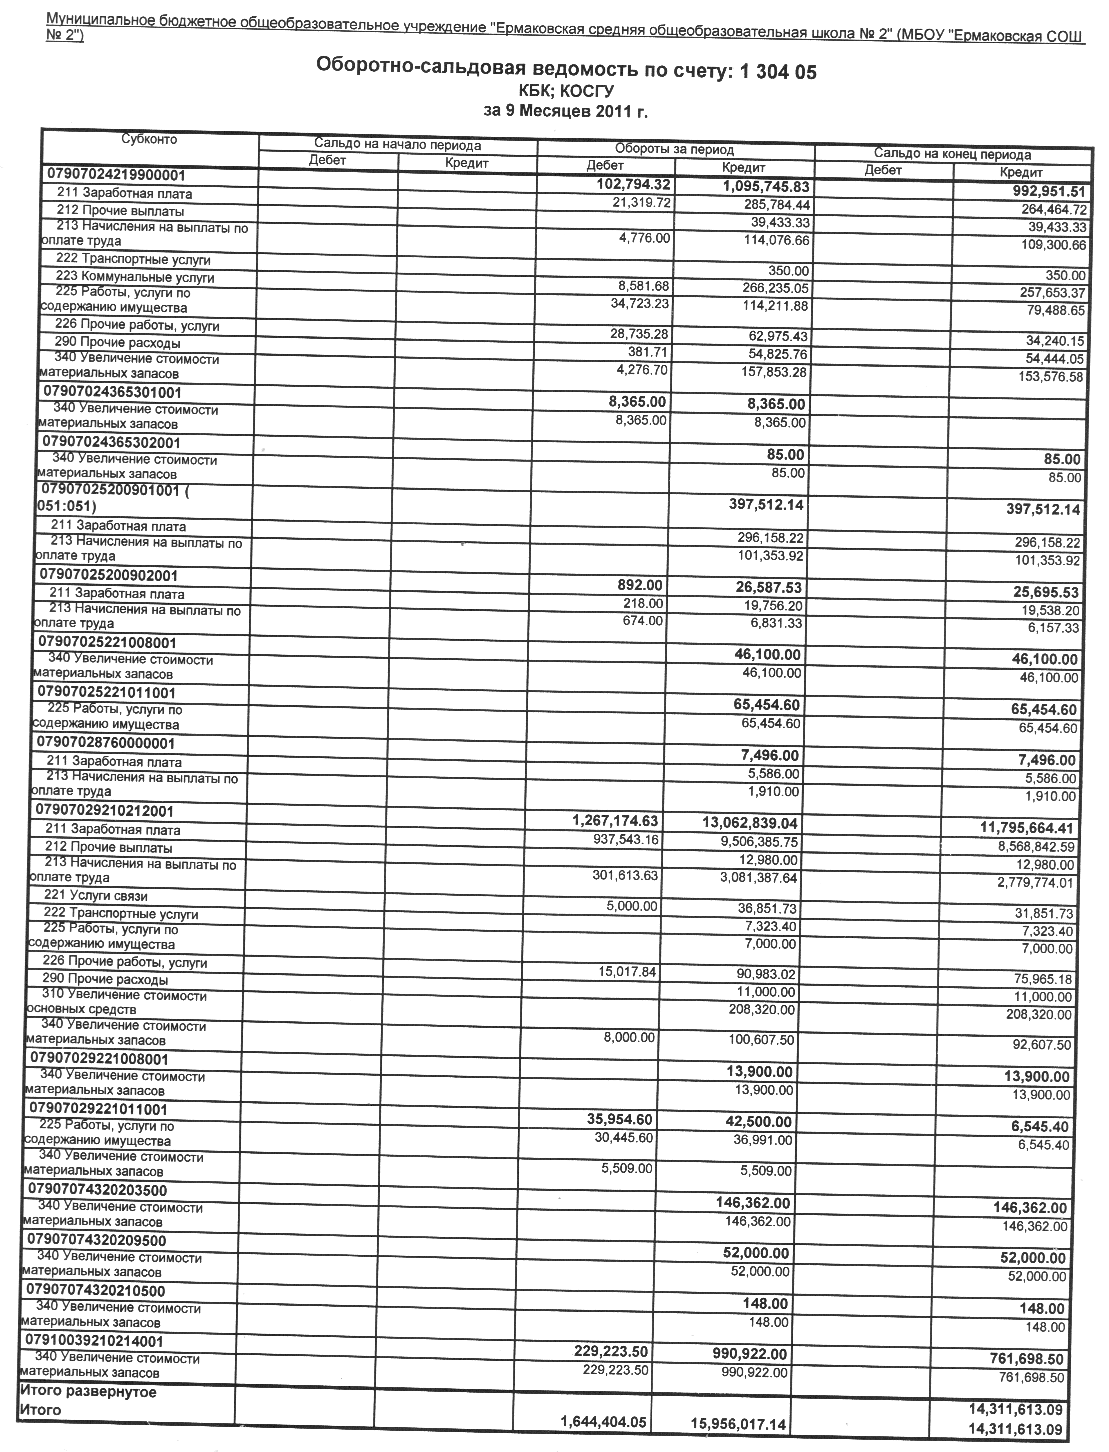 Муниципальное бюджетное общеобразовательное учреждение "Ермаковская средняя общеобразовательная школа № 2" (МБОУ "Ермаковская СОШ
№ 2")
Оборотно-сальдовая ведомость по счету: 1 304 05
КБК; КОСГУ
за 9 Месяцев 2011 г.
Субконто Сальдо на начало периода Обороты за период Сальдо на конец периода
Дебет Кредит Дебет Кредит Дебет Кредит
07907024219900001 102,794.32 1,095,745.83 992,951.51
211 Заработная плата 21,319.72 285,784.44 264,464.72
212 Прочие выплаты 39,433.33 39,433.33
213 Начисления на выплаты по
оплате труда 4,776.00 114,076.66 109,300.66
222 Транспортные услуги 350.00 350.00
223 Коммунальные услуги 8,581.68 266,235.05 257,653.37
225 Работы, услуги по
содержанию имущества 34,723.23 114,211.88 79,488.65
226 Прочие работы, услуги 28,735.28 62,975.43 34,240.15
290 Прочие расходы 381.71 54,825.76 54,444.05
340 Увеличение стоимости
материальных запасов 4,276.70 157,853.28 153,576.58
07907024365301001 8,365.00 8,365.00
340 Увеличение стоимости
материальных запасов 8,365.00 8,365.00
07907024365302001 85.00 85.00
340 Увеличение стоимости
материальных запасов 85.00 85.00
07907025200901001 (
051:051) 397,512.14 397,512.14
211 Заработная плата 296,158.22 296,158.22
213 Начисления на выплаты по
оплате труда 101,353.92 101,353.92
07907025200902001 892.00 26,587.53 25,695.53
211 Заработная плата 218.00 19,756.20 19,538.20
213 Начисления на выплаты по
оплате труда 674.00 6,831.33 6,157.33
07907025221008001 46,100.00 46,100.00
340 Увеличение стоимости
материальных запасов 46,100.00 46,100.00
07907025221011001 65,454.60 65,454.60
225 Работы, услуги по
содержанию имущества 65,454.60 65,454.60
07907028760000001 7,496.00 7,496.00
211 Заработная плата 5,586.00 5,586.00
213 Начисления на выплаты по
оплате труда 1,910.00 1,910.00
07907029210212001 1,267,174.63 13,062,839.04 11,795,664.41
211 Заработная плата 937,543.16 9,506,385.75 8,568,842.59
212 Прочие выплаты 12,980.00 12,980.00
213 Начисления на выплаты по
оплате труда 301,613.63 3,081,387.64 2,779,774.01
221 Услуги связи 5,000.00 36,851.73 31,851.73
222 Транспортные услуги 7,323.40 7,323.40
225 Работы, услуги по
содержанию имущества 7,000.00 7,000.00
226 Прочие работы, услуги 15,017.84 90,983.02 75,965.18
290 Прочие расходы 11,000.00 11,000.00
310 Увеличение стоимости
основных средств 208,320.00 208,320.00
340 Увеличение стоимости
материальных запасов 8,000.00 100,607.50 92,607.50
07907029221008001 13,900.00 13,900.00
340 Увеличение стоимости
материальных запасов 13,900.00 13,900.00
07907029221011001 35,954.60 42,500.00 6,545.40
225 Работы, услуги по
содержанию имущества 30,445.60 36,991.00 6,545.40
340 Увеличение стоимости
материальных запасов 5,509.00 5,509.00
07907074320203500 146,362.00 146,362.00
340 Увеличение стоимости
материальных запасов 146,362.00 146,362.00
07907074320209500 52,000.00 52,000.00
340 Увеличение стоимости
материальных запасов 52,000.00 52,000.00
07907074320210500 148.00 148.00
340 Увеличение стоимости
материальных запасов 148.00 148.00
07910039210214001 229,223.50 990,922.00 761,698.50
340 Увеличение стоимости
материальных запасов 229,223.50 990,922.00 761,698.50
Итого развернутое 14,311,613.09
Итого 1,644,404.05 15,956,017.14 14,311,613.09